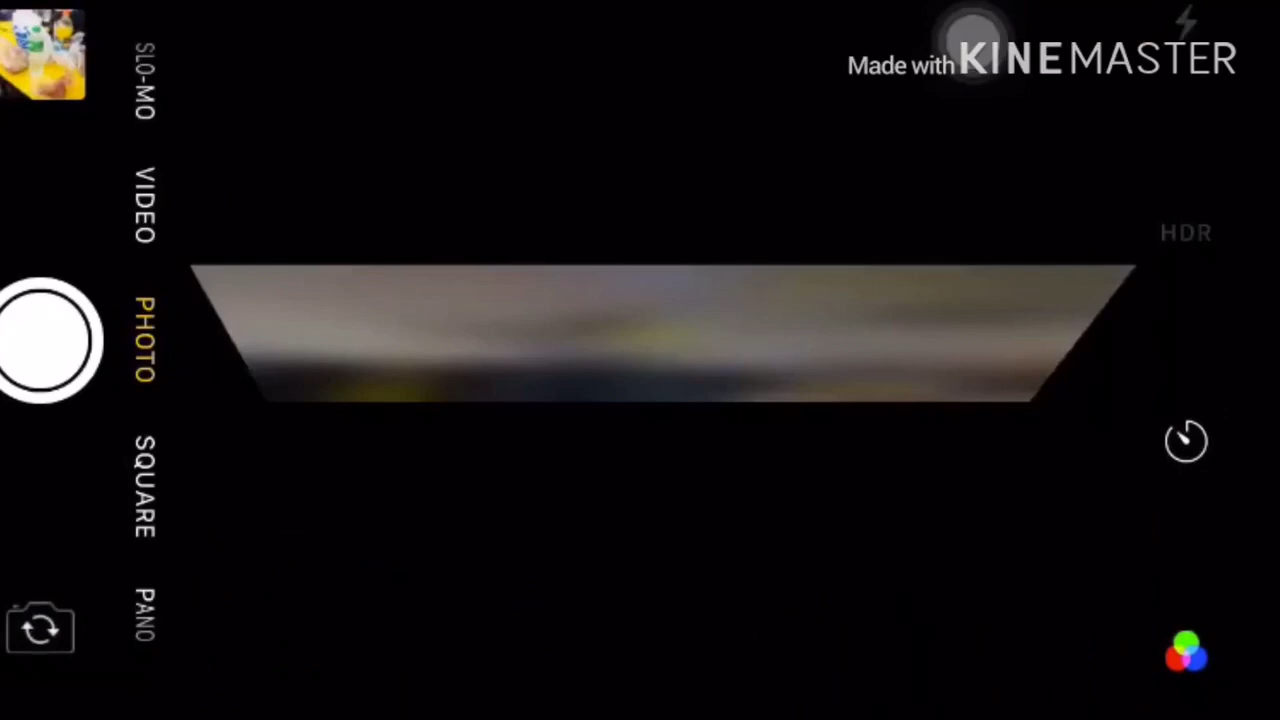 Made with KINEMASTER
HDR
SLO-MO
VIDEO
PHOTO
SQUARE
PANO